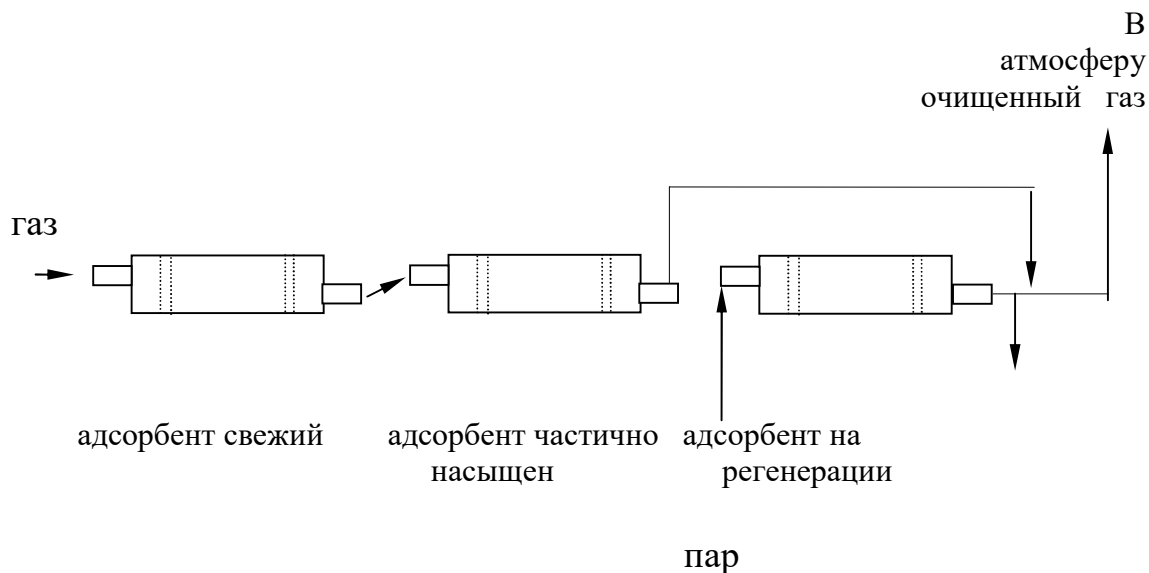 В
атмосферу
очищенный газ
газ
адсорбент свежий
адсорбент частично
насыщен
адсорбент на
регенерации
пар